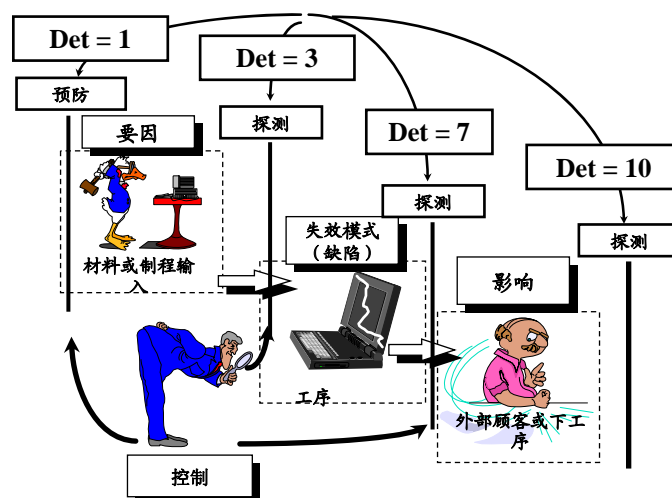 Det = 1
Det = 3
Det = 7
Det = 10
预防
探测
探测
探测
要因
材料或制程输
入
失效模式
（缺陷）
工序
影响
外部顾客或下工
序
控制